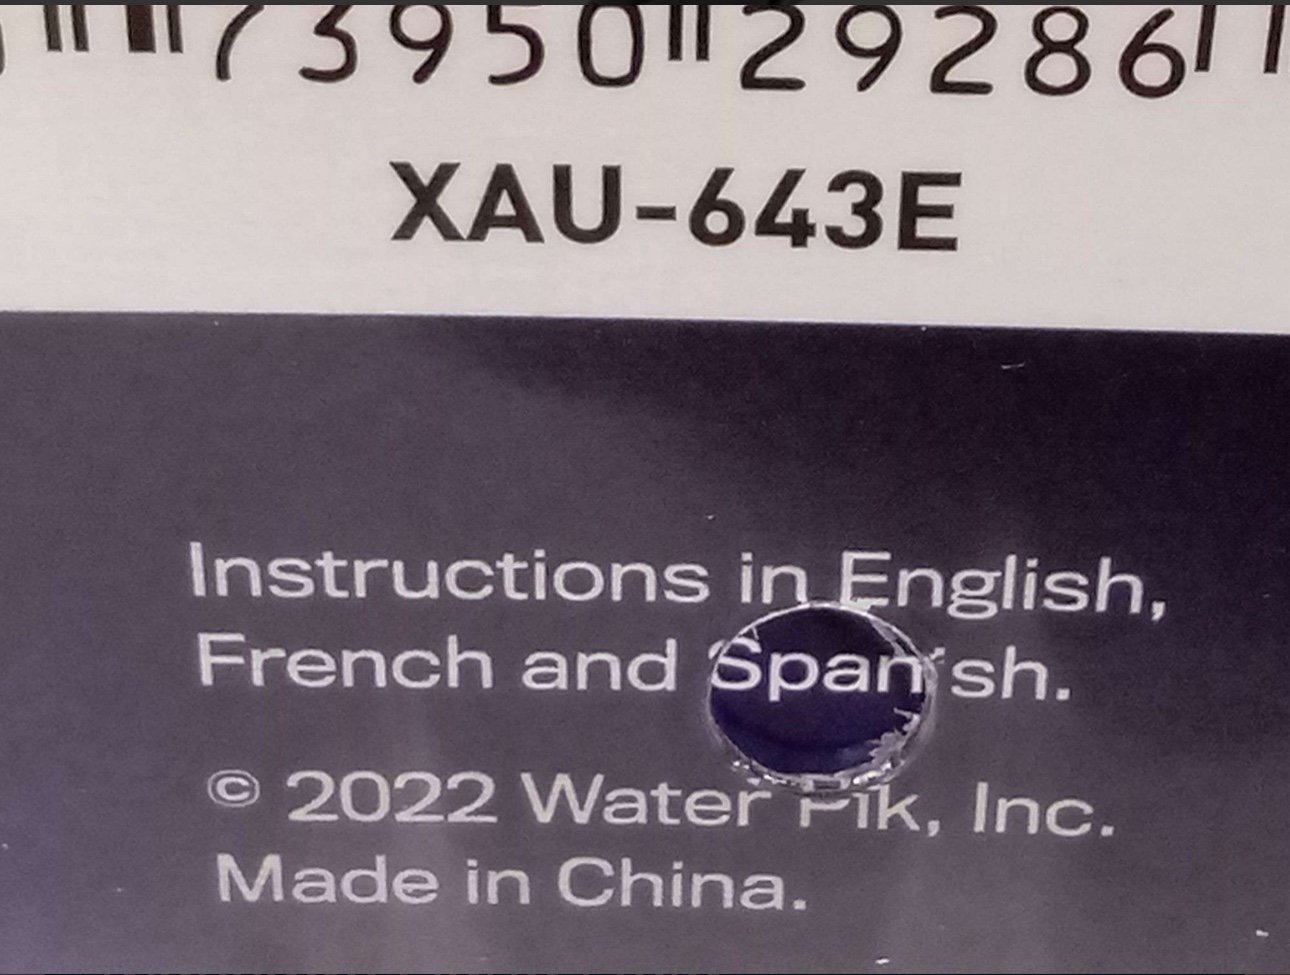 73950 29286
XAU-643E
Instructions in English,
French and Spanish.
© 2022 Water Pik, Inc.
Made in China.